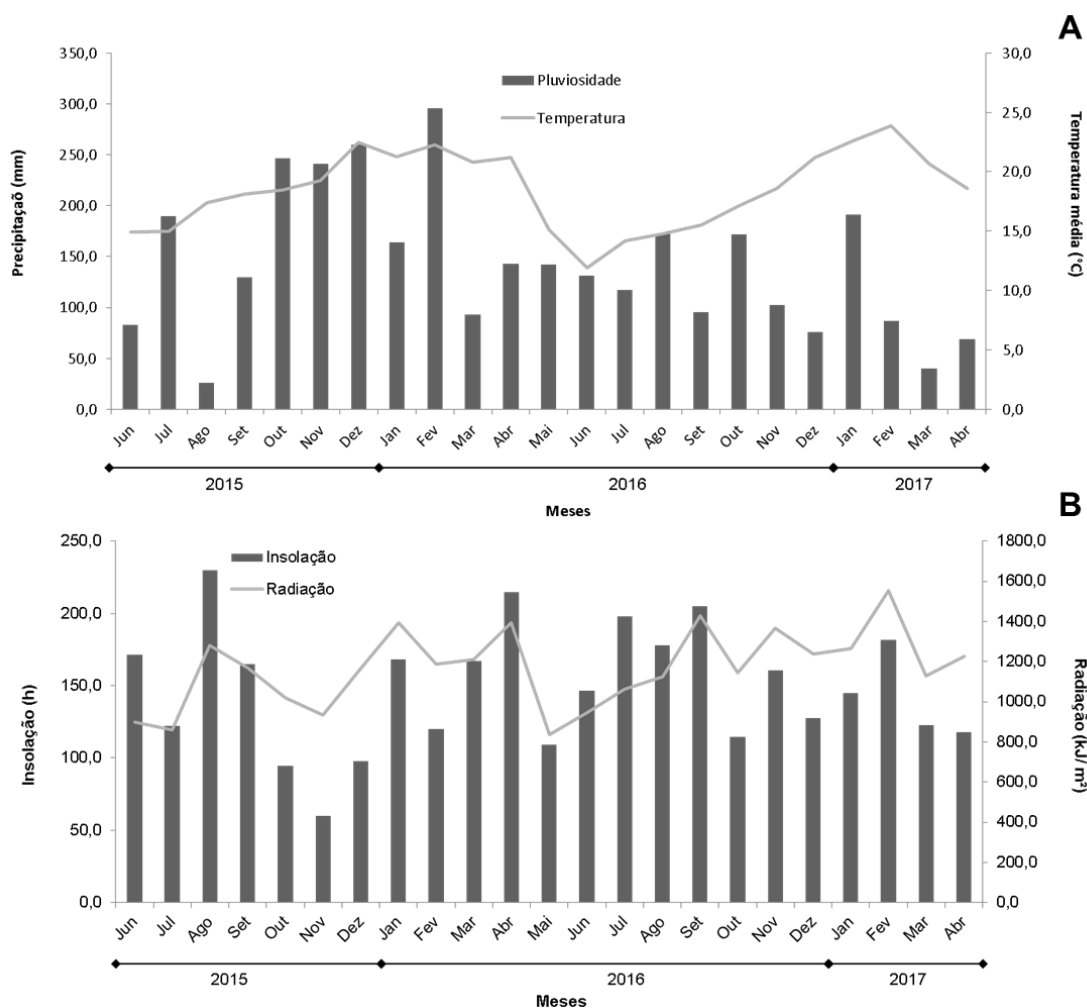 A
350,0
300,0
250,0
200,0
150,0
100,0
50,0
0,0
Precipitaçaõ (mm)
Pluviosidade
Temperatura
30,0
25,0
20,0
15,0
10,0
5,0
0,0
Temperatura média (°C)
Jun Jul Ago Set Out Nov Dez Jan Fev Mar Abr Mai Jun Jul Ago Set Out Nov Dez Jan Fev Mar Abr
2015 2016 2017
Meses
B
250,0
200,0
150,0
100,0
50,0
0,0
Insolação (h)
Insolação
Radiação
1800,0
1600,0
1400,0
1200,0
1000,0
800,0
600,0
400,0
200,0
0,0
Radiação (kJ/ m²)
Jun Jul Ago Set Out Nov Dez Jan Fev Mar Abr Mai Jun Jul Ago Set Out Nov Dez Jan Fev Mar Abr
2015 2016 2017
Meses